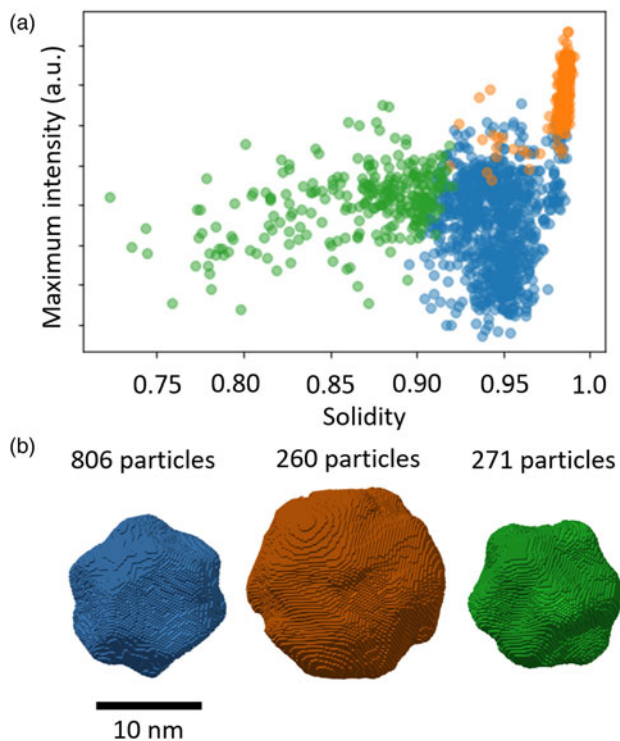 (a)
Maximum intensity (a.u.)
0.75 0.80 0.85 0.90 0.95 1.0
Solidity
(b)
806 particles 260 particles 271 particles
10 nm